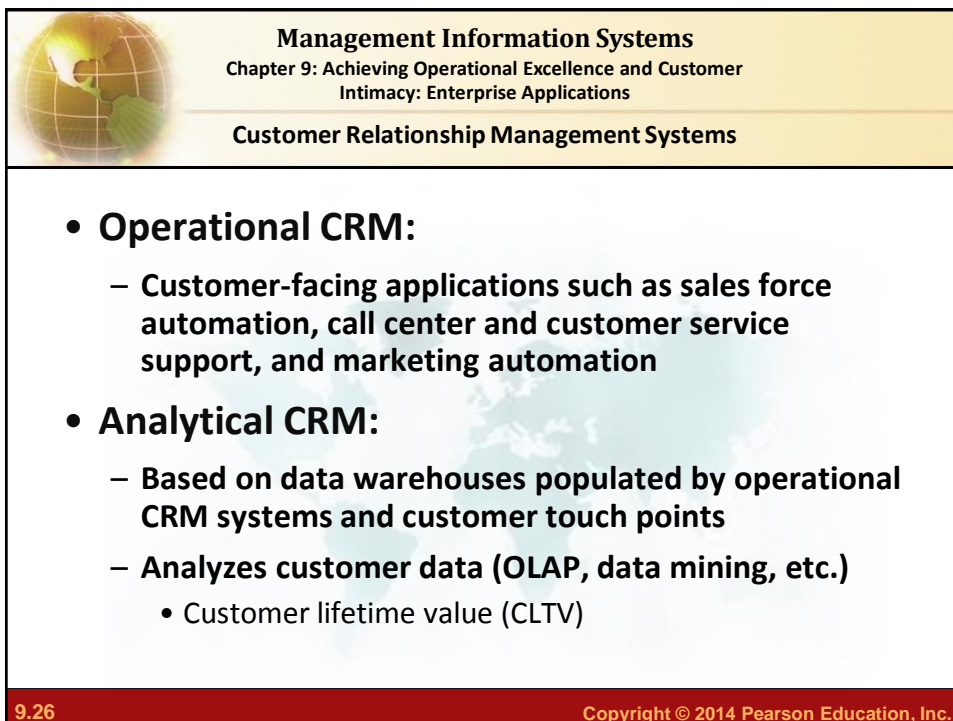 Management Information Systems
Chapter 9: Achieving Operational Excellence and Customer
Intimacy: Enterprise Applications
Customer Relationship Management Systems
• Operational CRM:
– Customer-facing applications such as sales force
automation, call center and customer service
support, and marketing automation
• Analytical CRM:
– Based on data warehouses populated by operational
CRM systems and customer touch points
– Analyzes customer data (OLAP, data mining, etc.)
• Customer lifetime value (CLTV)
9.26
Copyright © 2014 Pearson Education, Inc.